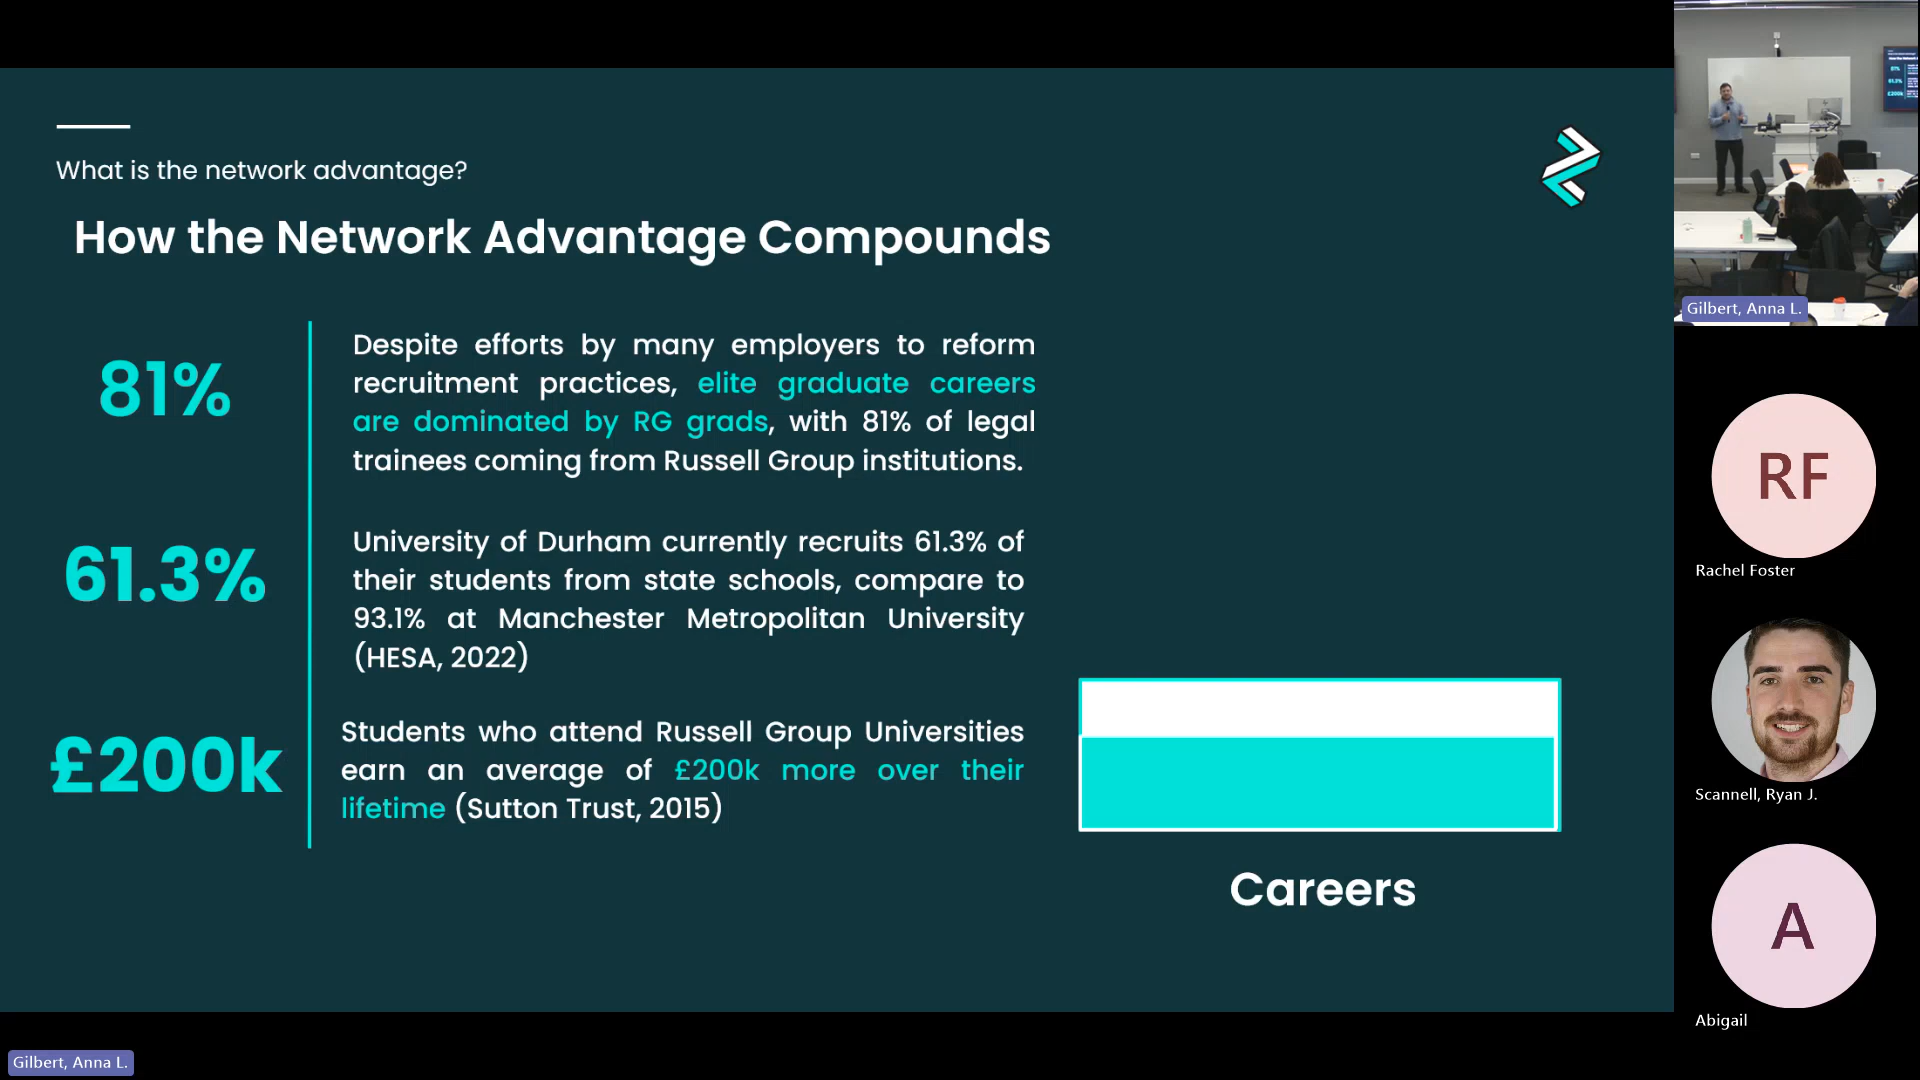 What is the network advantage?
How the Network Advantage Compounds
81%
Despite efforts by many employers to reform
recruitment practices, elite graduate careers
are dominated by RG grads, with 81% of legal
trainees coming from Russell Group institutions.
61.3%
University of Durham currently recruits 61.3% of
their students from state schools, compare to
93.1% at Manchester Metropolitan University
(HESA, 2022)
£200k
Students who attend Russell Group Universities
earn an average of £200k more over their
lifetime (Sutton Trust, 2015)
Careers
Gilbert, Anna L.
RF
Rachel Foster
Scannell, Ryan J.
A
Abigail
Gilbert, Anna L.